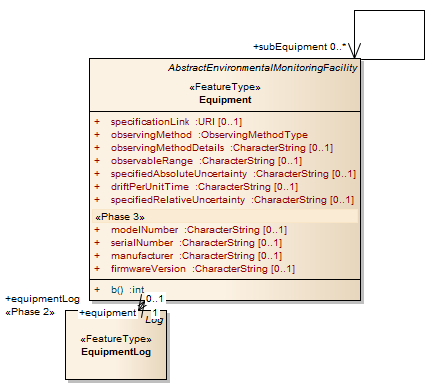 +subEquipment 0..*
AbstractEnvironmentalMonitoringFacility
«FeatureType»
Equipment
+ specificationLink :URI [0..1]
+ observingMethod :ObservingMethodType
+ observingMethodDetails :CharacterString [0..1]
+ observableRange :CharacterString [0..1]
+ specifiedAbsoluteUncertainty :CharacterString [0..1]
+ driftPerUnitTime :CharacterString [0..1]
+ specifiedRelativeUncertainty :CharacterString [0..1]
«Phase 3»
+ modelNumber :CharacterString [0..1]
+ serialNumber :CharacterString [0..1]
+ manufacturer :CharacterString [0..1]
+ firmwareVersion :CharacterString [0..1]
+ b() :int
+equipmentLog 0..1
«Phase 2» +equipment 1
Log
«FeatureType»
EquipmentLog